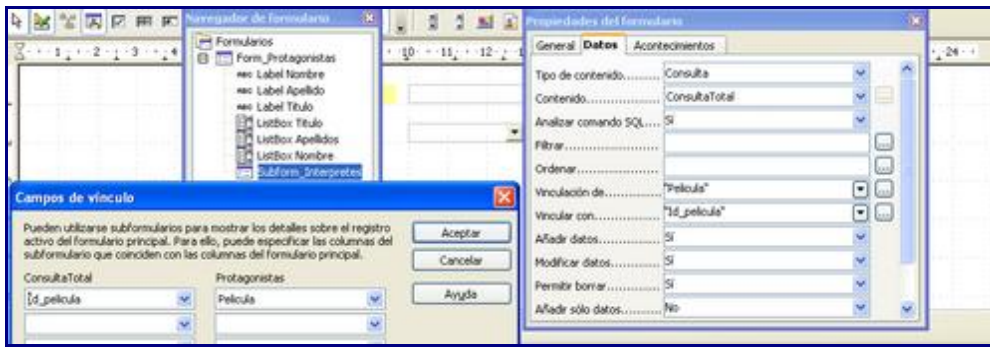 Navegador de formulario
Formularios
Form_Protagonistas
Label Nombre
Label Apellido
Label Titulo
ListBox Titulo
ListBox Apellidos
ListBox Nombre
Subform_Interpretes
Propiedades del formulario
General Datos Acontecimientos
Tipo de contenido......... Consulta
Contenido.................. ConsultaTotal
Analizar comando SQL.... Sí
Filtrar.......................
Ordenar....................
Vinculación de............. "Pelicula"
Vincular con................ "Id_pelicula"
Añadir datos............... Sí
Modificar datos............ Sí
Permitir borrar............. Sí
Añadir sólo datos.......... No
Campos de vínculo
Pueden utilizarse subformularios para mostrar los detalles sobre el registro
activo del formulario principal. Para ello, puede especificar las columnas del
subformulario que coinciden con las columnas del formulario principal.
ConsultaTotal Protagonistas
Id_pelicula Pelicula
Aceptar
Cancelar
Ayuda